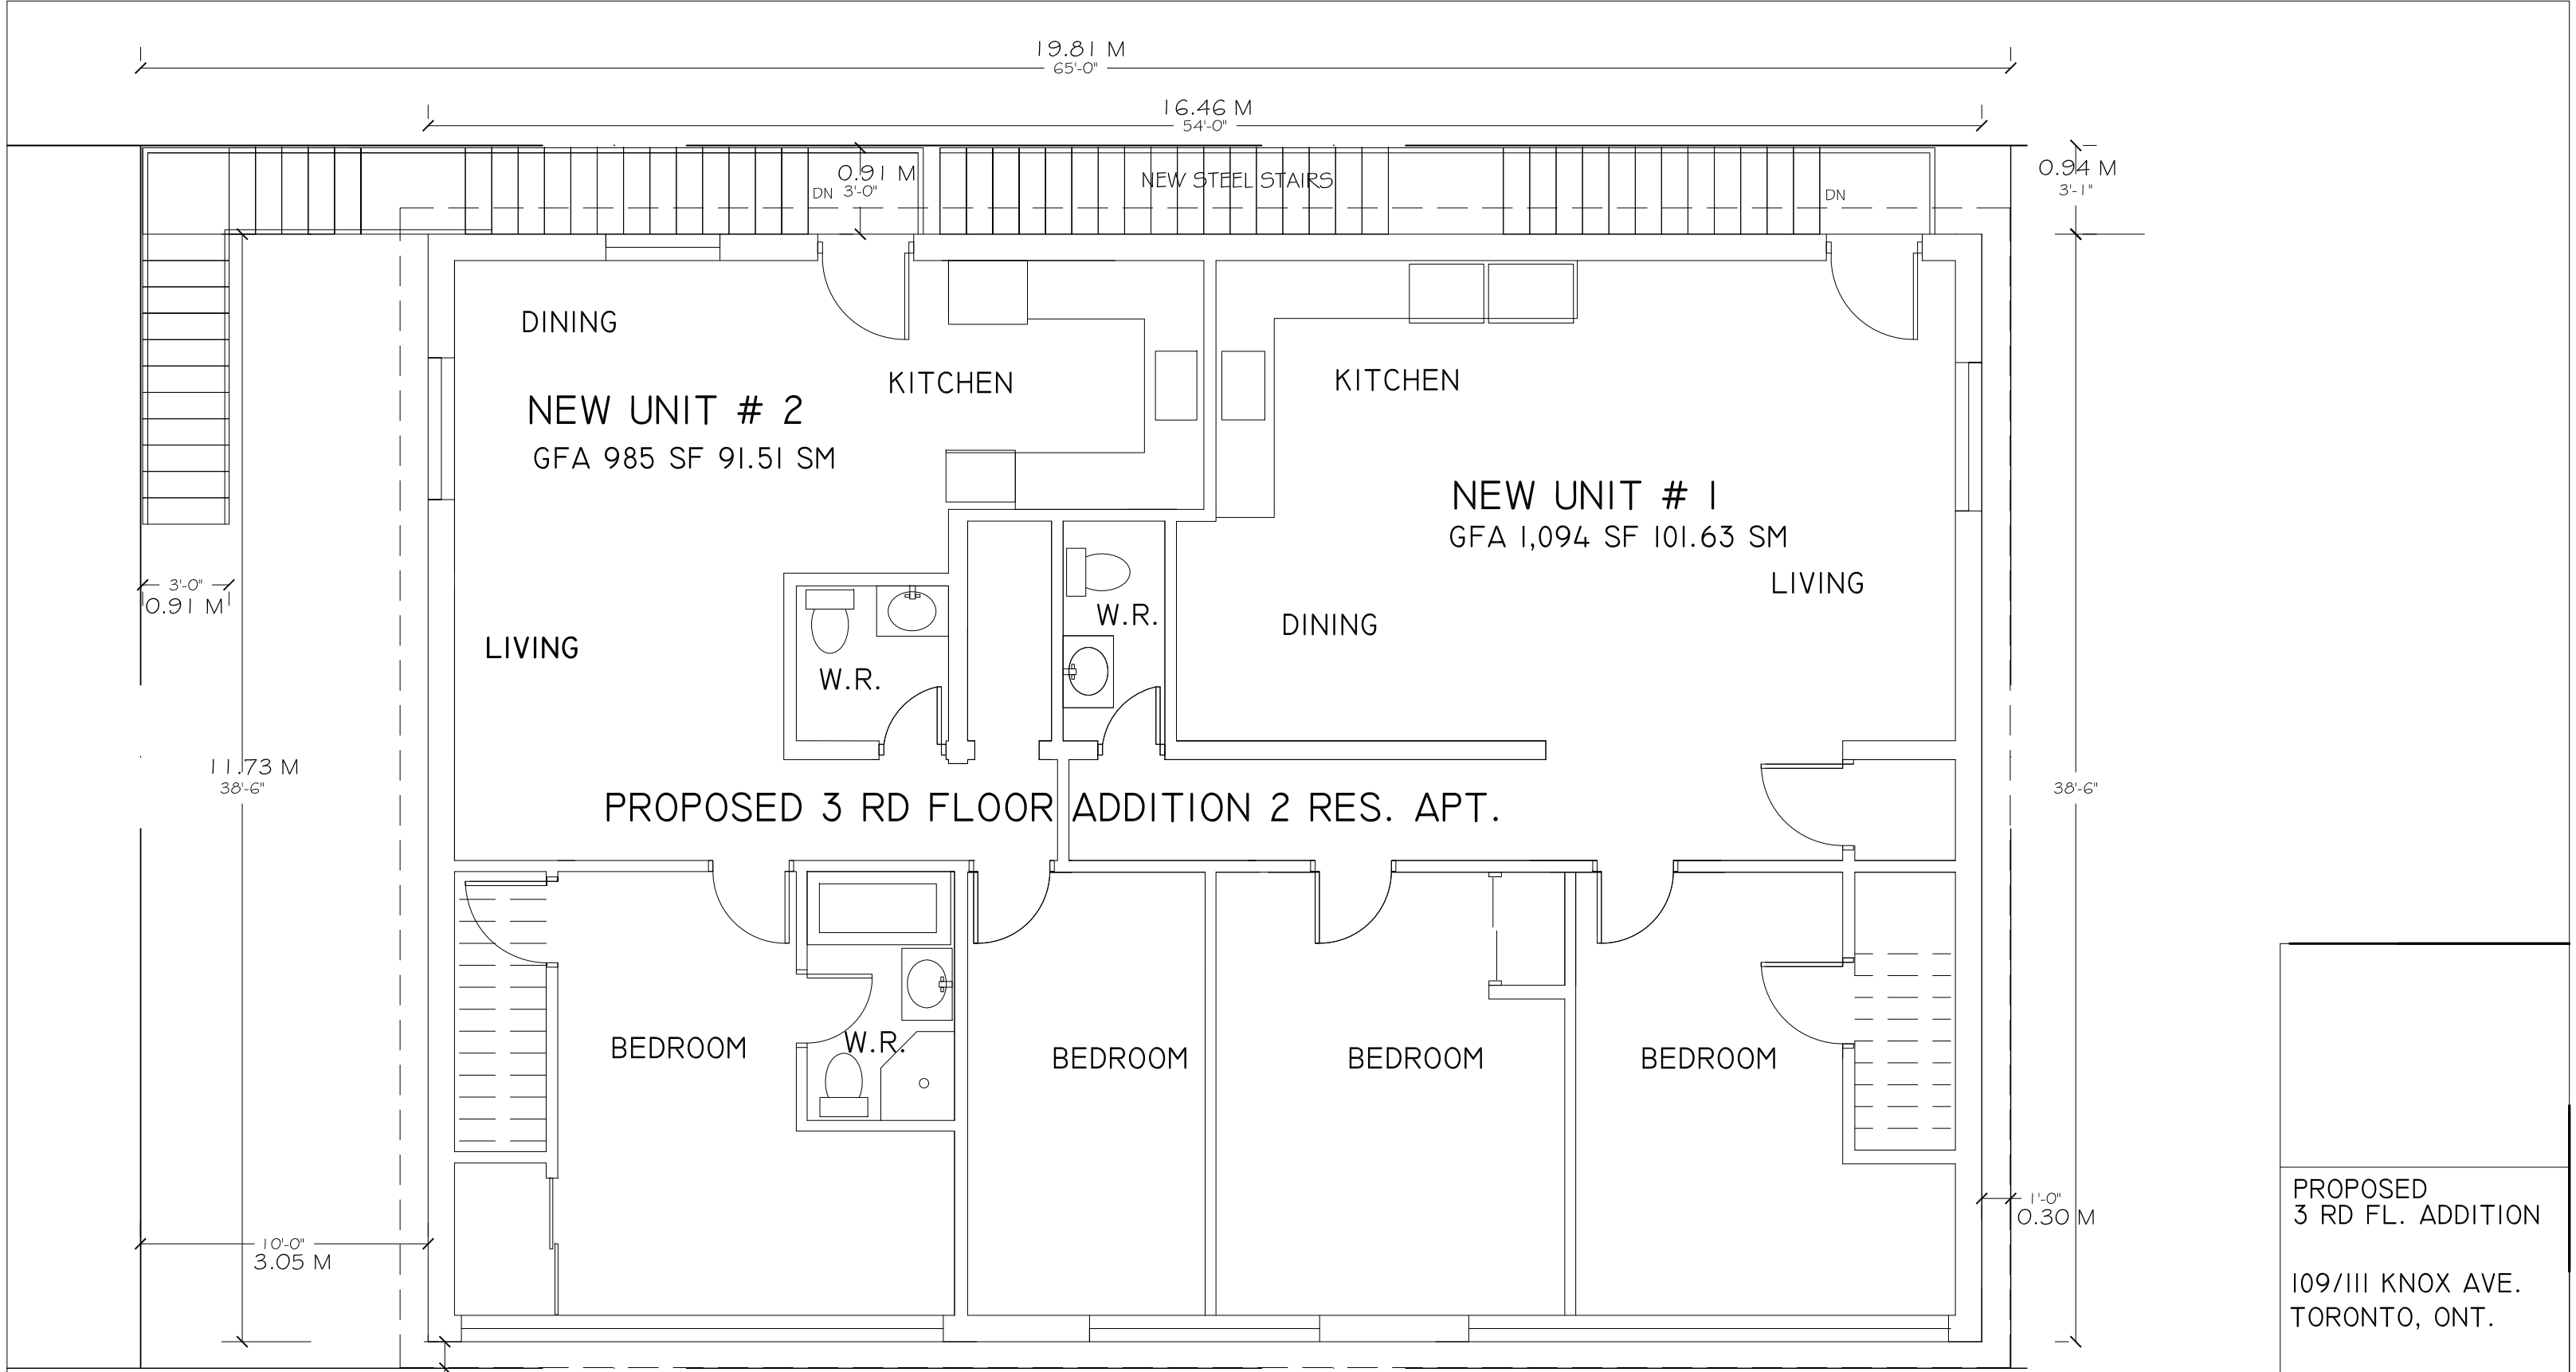 19.81 M
65'-0"
16.46 M
54'-0"
0.91 M
DN 3'-0"
NEW STEEL STAIRS
DN
0.94 M
3'-1"
DINING
KITCHEN
NEW UNIT # 2
GFA 985 SF 91.51 SM
KITCHEN
NEW UNIT # 1
GFA 1,094 SF 101.63 SM
LIVING
3'-0"
0.91 M
W.R.
DINING
LIVING
W.R.
11.73 M
38'-6"
38'-6"
PROPOSED 3 RD FLOOR ADDITION 2 RES. APT.
BEDROOM
W.R.
BEDROOM
BEDROOM
BEDROOM
10'-0"
3.05 M
1'-0"
0.30 M
PROPOSED
3 RD FL. ADDITION
109/111 KNOX AVE.
TORONTO, ONT.